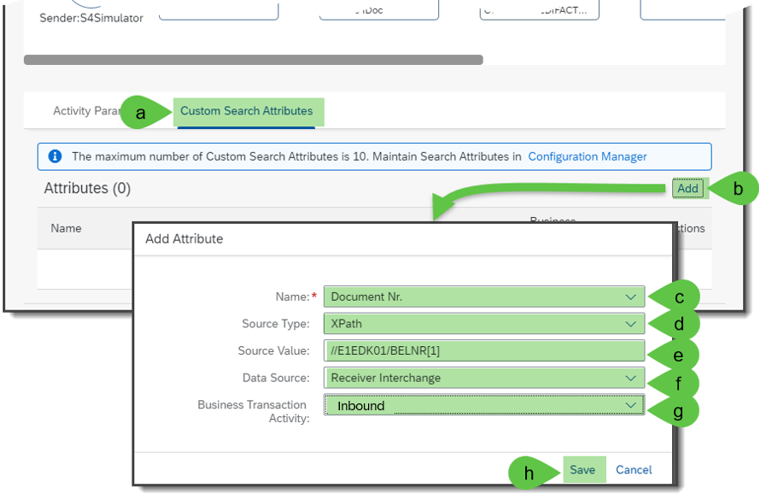 Sender:S4Simulator
IDoc
Activity Para
a
Custom Search Attributes
The maximum number of Custom Search Attributes is 10. Maintain Search Attributes in Configuration Manager
Attributes (0)
Add
b
Name
Business
Add Attribute
Name:*
Document Nr.
c
Source Type:
XPath
d
Source Value:
//E1EDK01/BELNR[1]
e
Data Source:
Receiver Interchange
f
Business Transaction
Activity:
Inbound
g
h
Save
Cancel